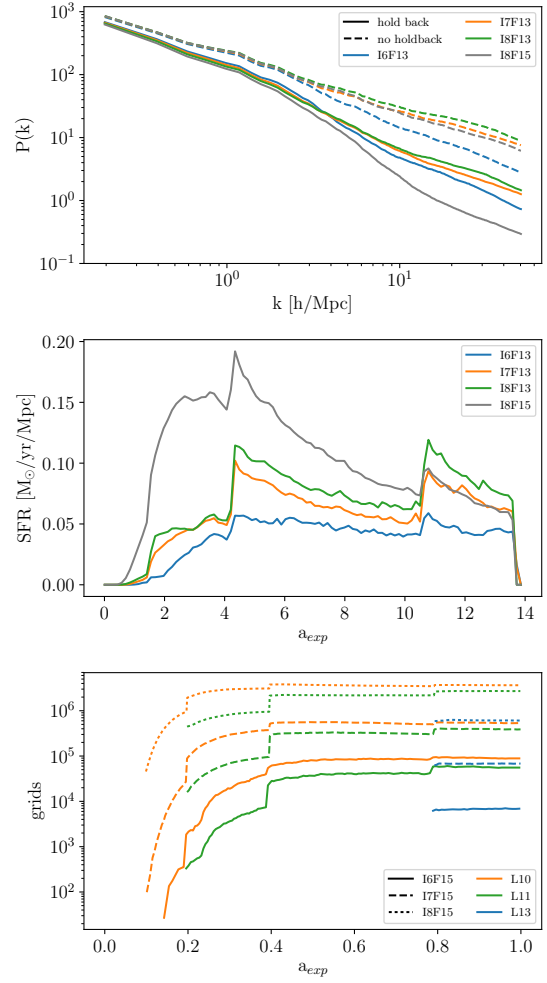 P(k)
10³
10²
10¹
10⁰
10⁻¹
hold back
no holdback
I6F13
I7F13
I8F13
I8F15
10⁰
10¹
k [h/Mpc]
SFR [M⊙/yr/Mpc]
0.20
0.15
0.10
0.05
0.00
I6F13
I7F13
I8F13
I8F15
0 2 4 6 8 10 12 14
a_exp
grids
10⁶
10⁵
10⁴
10³
10²
I6F15
I7F15
I8F15
L10
L11
L13
0.0 0.2 0.4 0.6 0.8 1.0
a_exp